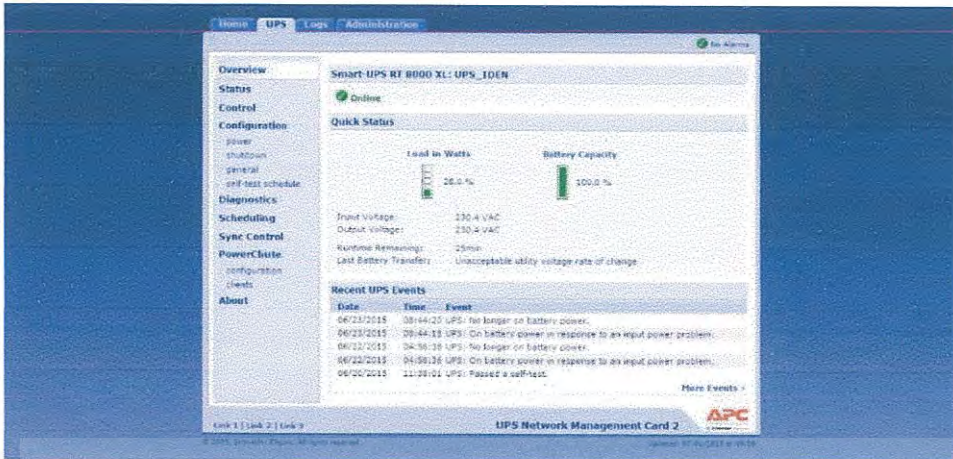 Home UPS Logs Administration
No Alarms
Overview
Status
Control
Configuration
power
shutdown
general
self-test schedule
Diagnostics
Scheduling
Sync Control
PowerChute
configuration
clients
About
Smart-UPS RT 8000 XL: UPS_IDEN
Online
Quick Status
Load in Watts Battery Capacity
28.0 % 100.0 %
Input Voltage: 230.4 VAC
Output Voltage: 230.4 VAC
Runtime Remaining: 25min
Last Battery Transfer: Unacceptable utility voltage rate of change
Recent UPS Events
Date Time Event
06/23/2015 08:44:20 UPS: No longer on battery power.
06/23/2015 08:44:18 UPS: On battery power in response to an input power problem.
06/22/2015 04:58:38 UPS: No longer on battery power.
06/22/2015 04:58:36 UPS: On battery power in response to an input power problem.
06/20/2015 11:38:01 UPS: Passed a self-test.
More Events >
Link 1 | Link 2 | Link 3
UPS Network Management Card 2
APC
All rights reserved